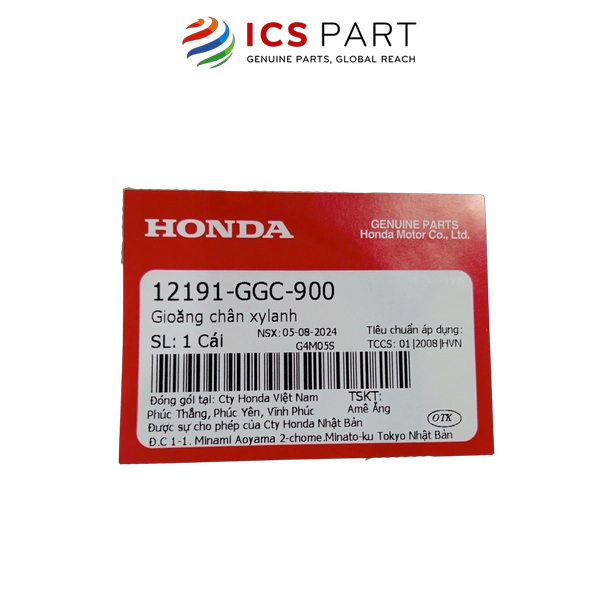 ICS PART
GENUINE PARTS, GLOBAL REACH
HONDA
GENUINE PARTS
Honda Motor Co., Ltd.
12191-GGC-900
Gioăng chân xylanh
SL: 1 Cái
NSX: 05-08-2024
G4M05S
Tiêu chuẩn áp dụng:
TCCS: 01|2008|HVN
Đóng gói tại: Cty Honda Việt Nam
Phúc Thắng, Phúc Yên, Vĩnh Phúc
TSKT:
Amê Ăng
OTK
Được sự cho phép của Cty Honda Nhật Bản
Đ.C 1-1. Minami Aoyama 2-chome.Minato-ku Tokyo Nhật Bản